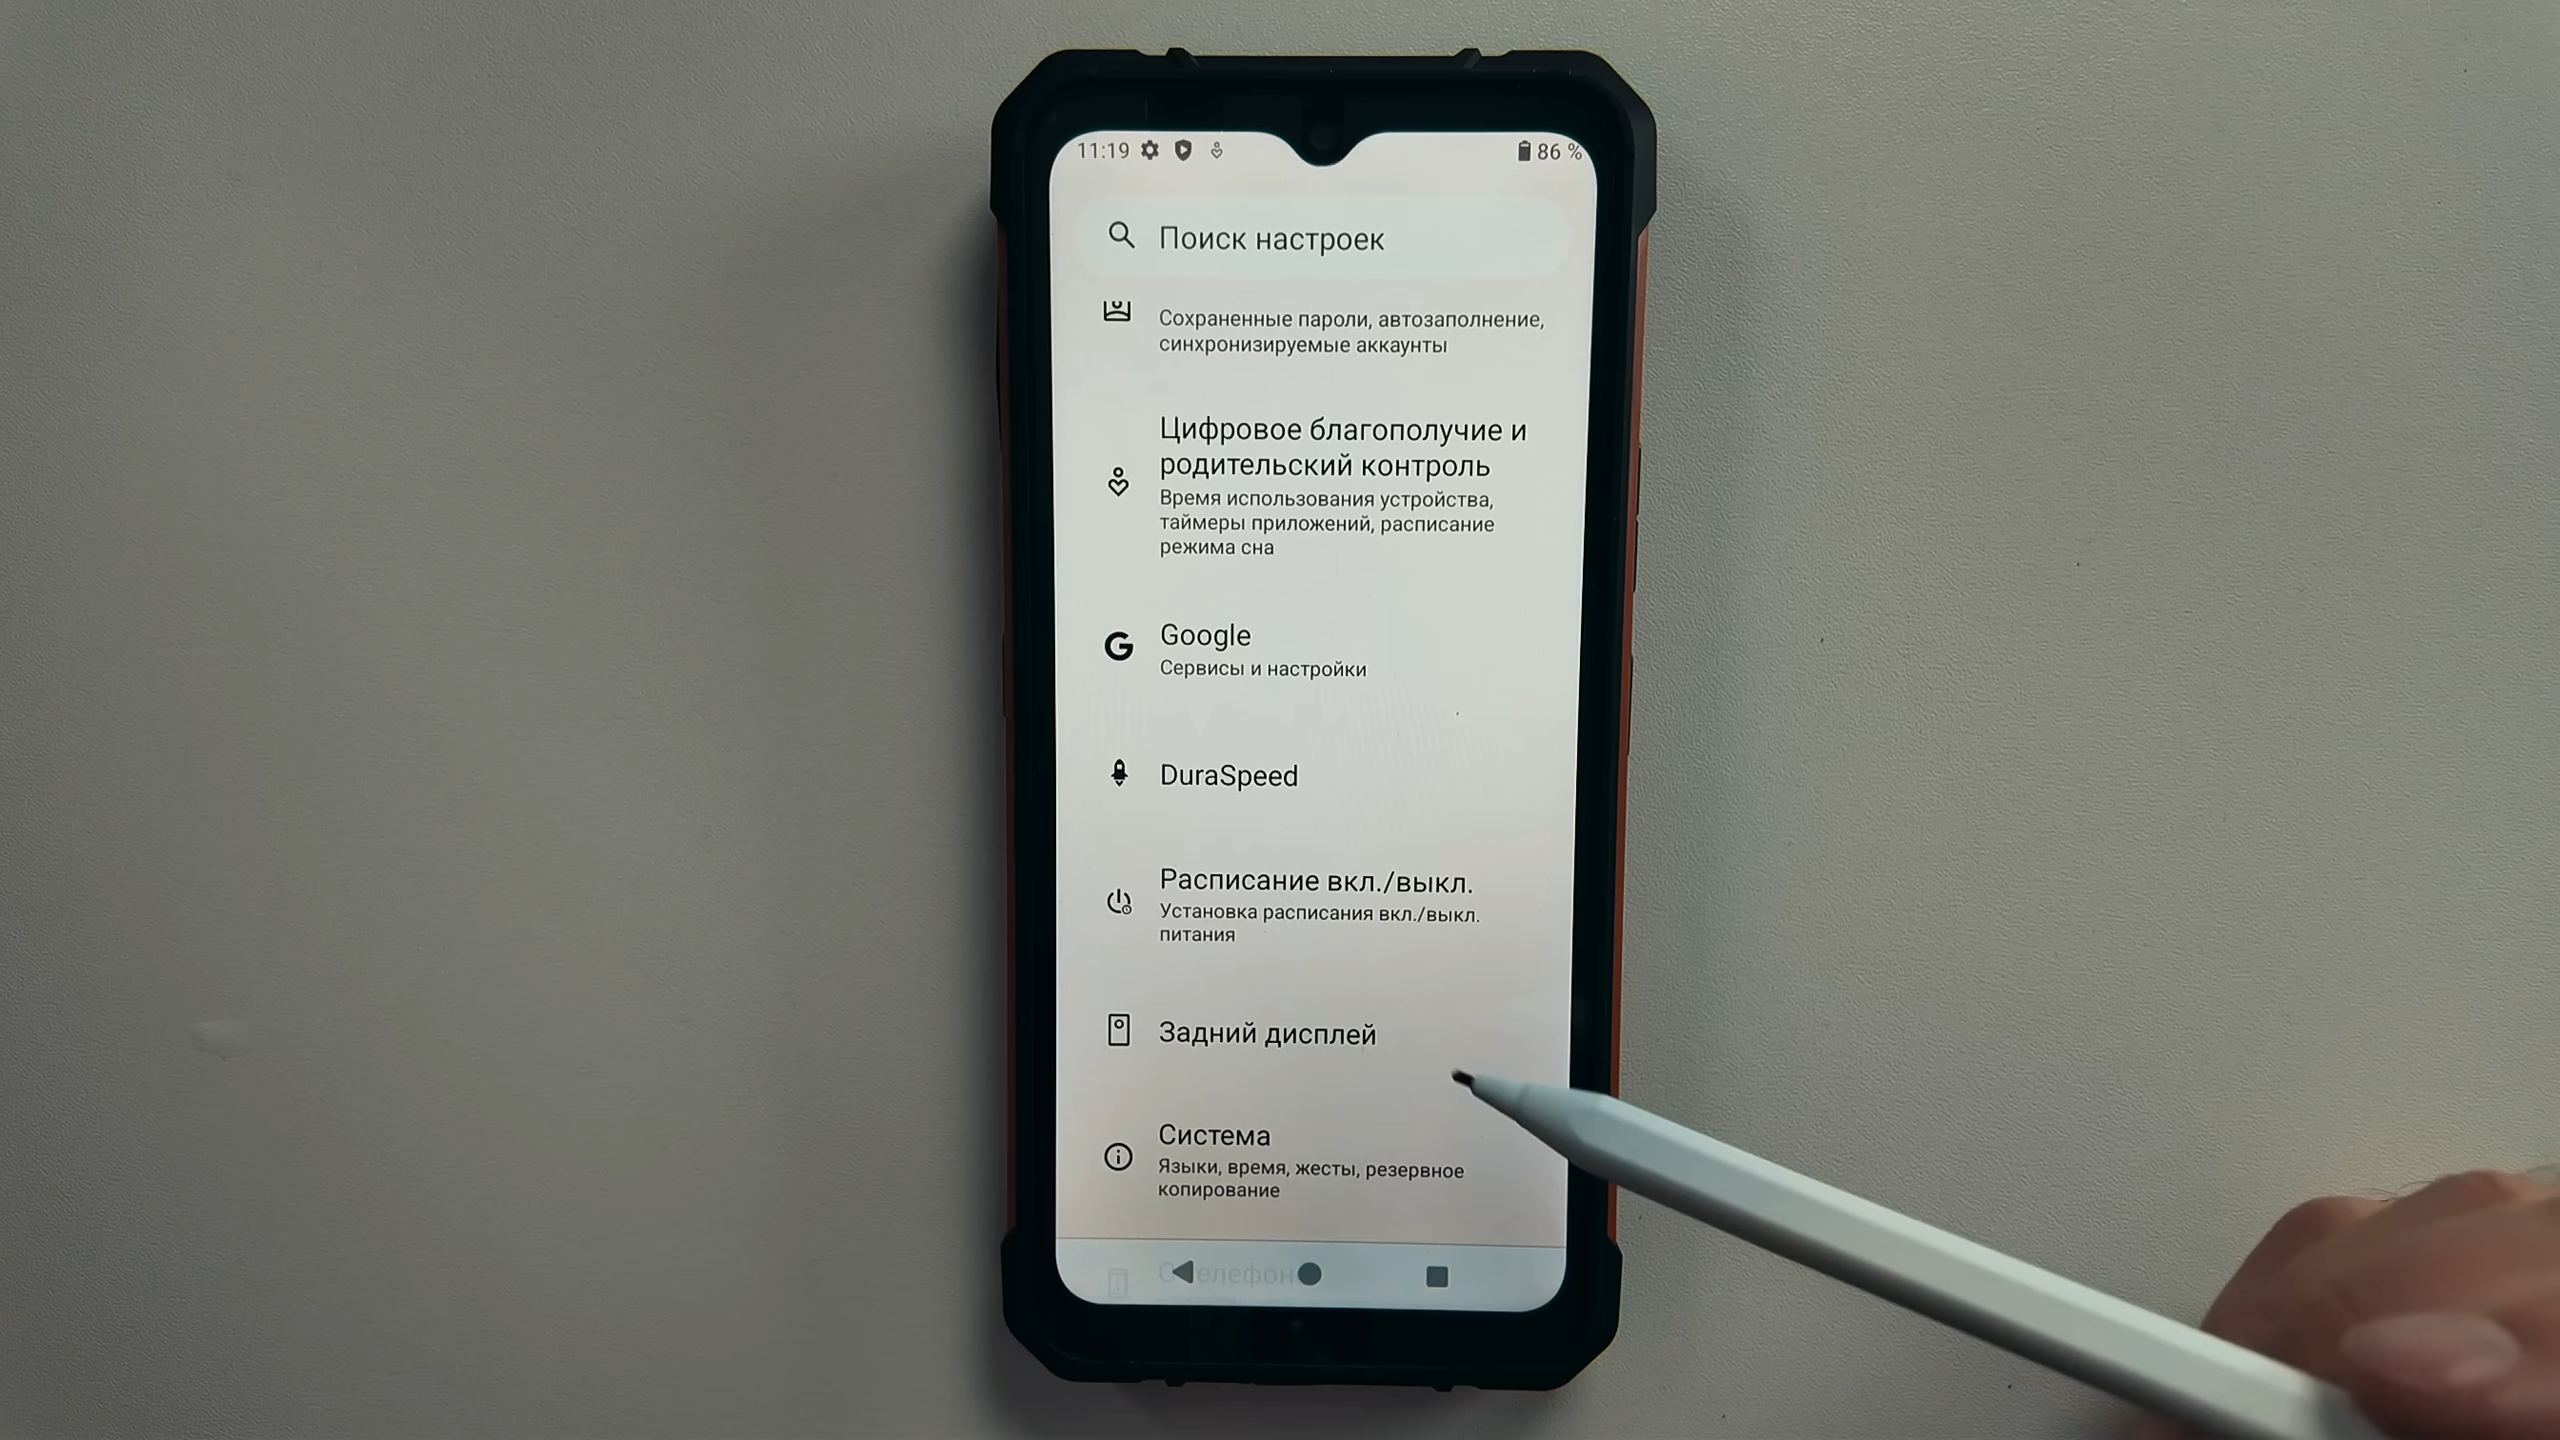 11:19
86 %
Поиск настроек
Сохраненные пароли, автозаполнение,
синхронизируемые аккаунты
Цифровое благополучие и
родительский контроль
Время использования устройства,
таймеры приложений, расписание
режима сна
Google
Сервисы и настройки
DuraSpeed
Расписание вкл./выкл.
Установка расписания вкл./выкл.
питания
Задний дисплей
Система
Языки, время, жесты, резервное
копирование